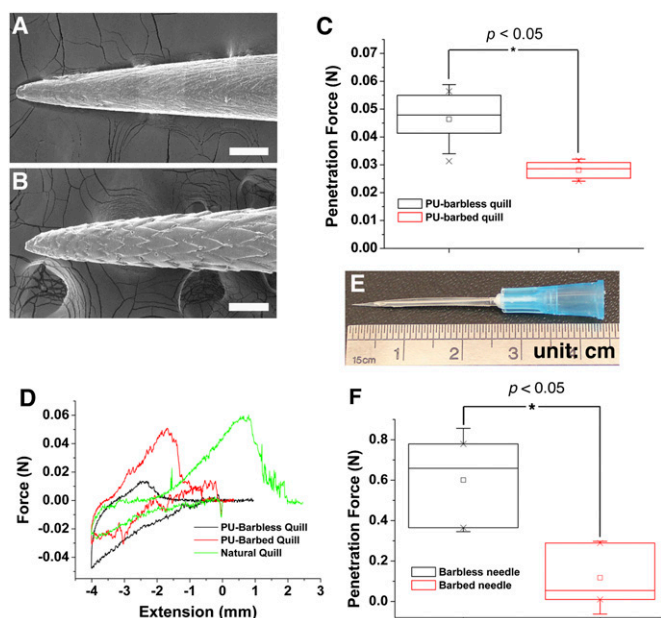 A
B
C
p < 0.05
*
Penetration Force (N)
0.07
0.06
0.05
0.04
0.03
0.02
0.01
0.00
PU-barbless quill
PU-barbed quill
E
15cm 1 2 3
unit: cm
D
Force (N)
0.06
0.04
0.02
0.00
-0.02
-0.04
PU-Barbless Quill
PU-Barbed Quill
Natural Quill
-4 -3 -2 -1 0 1 2 3
Extension (mm)
F
p < 0.05
*
Penetration Force (N)
0.8
0.6
0.4
0.2
0.0
Barbless needle
Barbed needle